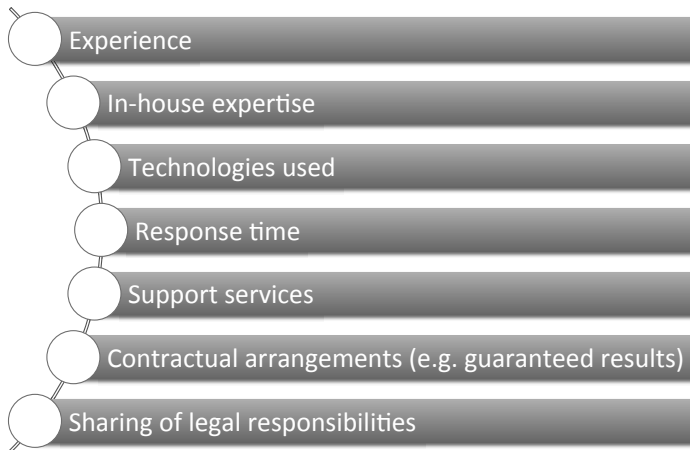 Experience
In-house expertise
Technologies used
Response time
Support services
Contractual arrangements (e.g. guaranteed results)
Sharing of legal responsibilities